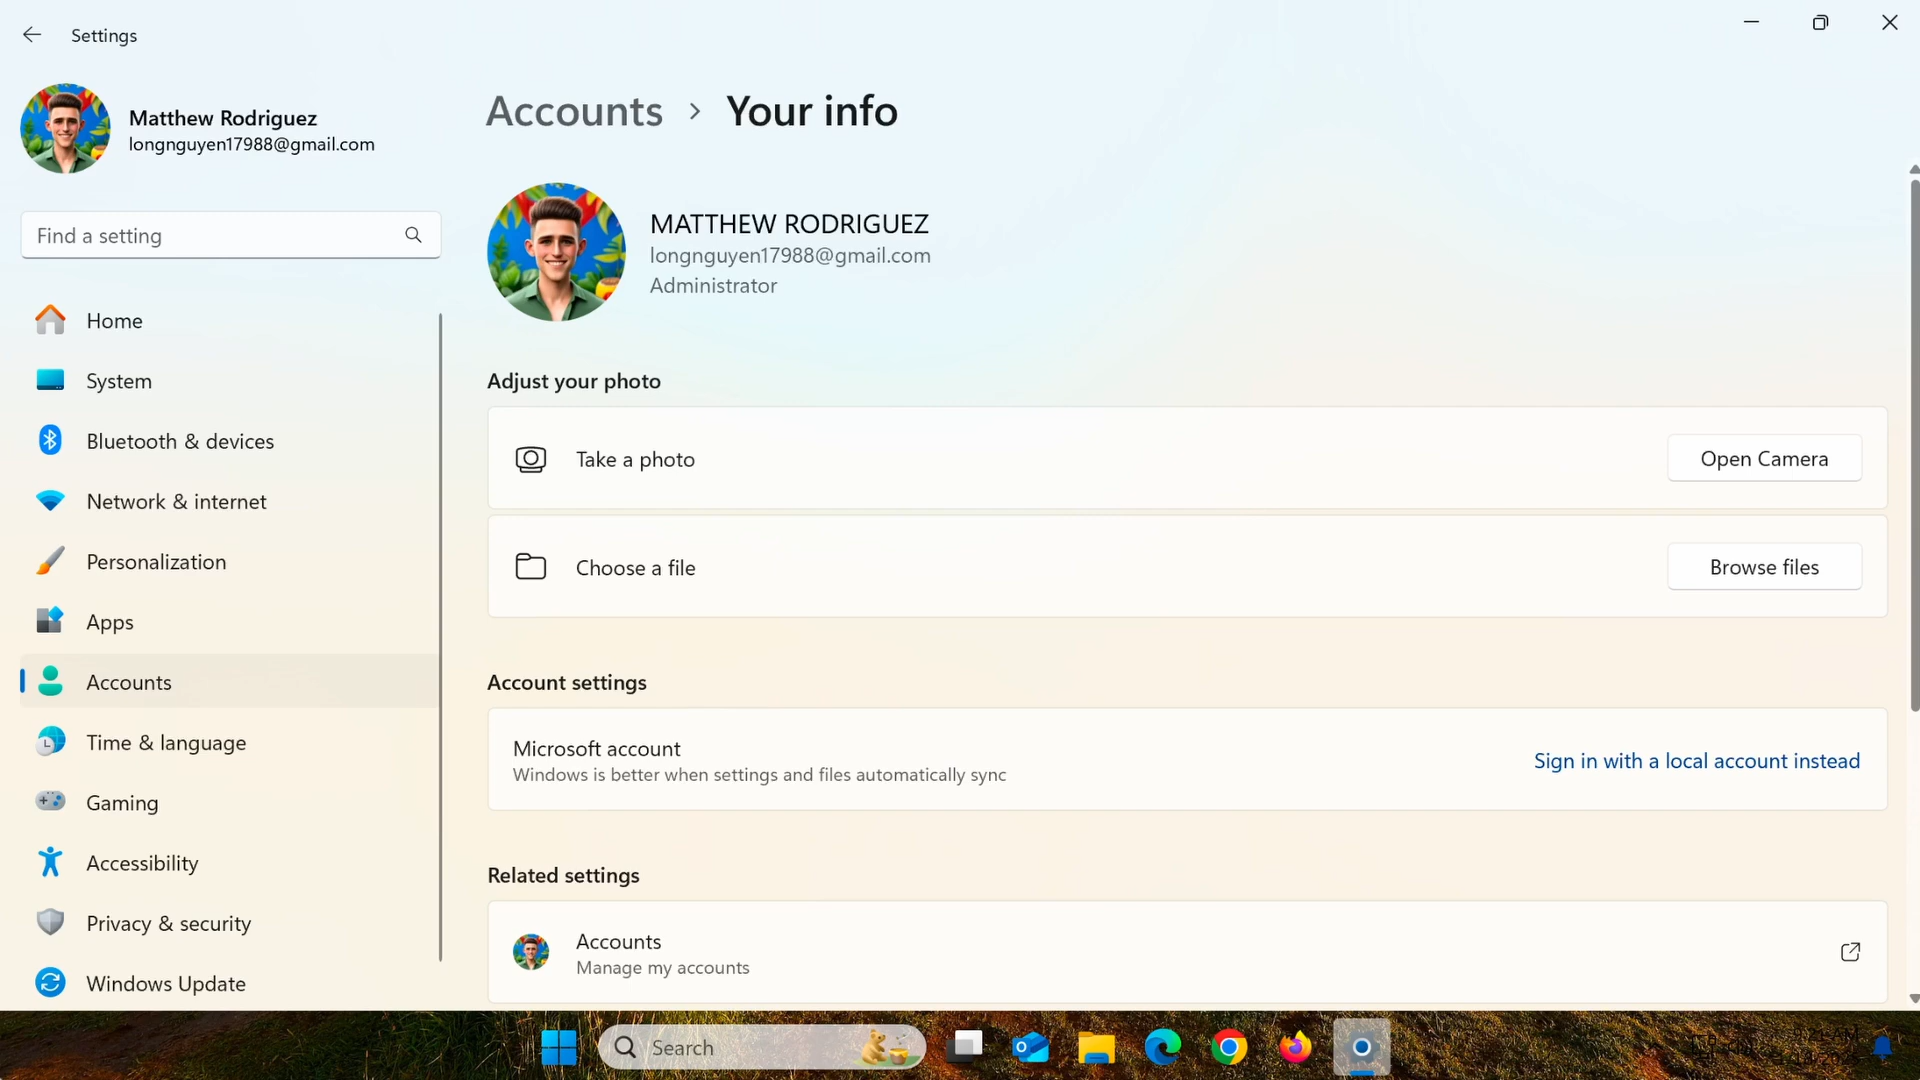 Settings
Matthew Rodriguez
longnguyen17988@gmail.com
Find a setting
Home
System
Bluetooth & devices
Network & internet
Personalization
Apps
Accounts
Time & language
Gaming
Accessibility
Privacy & security
Windows Update
Accounts > Your info
MATTHEW RODRIGUEZ
longnguyen17988@gmail.com
Administrator
Adjust your photo
Take a photo
Open Camera
Choose a file
Browse files
Account settings
Microsoft account
Windows is better when settings and files automatically sync
Sign in with a local account instead
Related settings
Accounts
Manage my accounts
Search